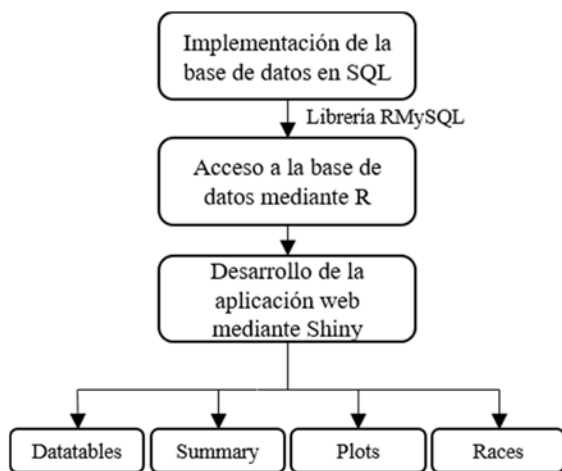 Implementación de la
base de datos en SQL
Librería RMySQL
Acceso a la base de
datos mediante R
Desarrollo de la
aplicación web
mediante Shiny
Datatables
Summary
Plots
Races